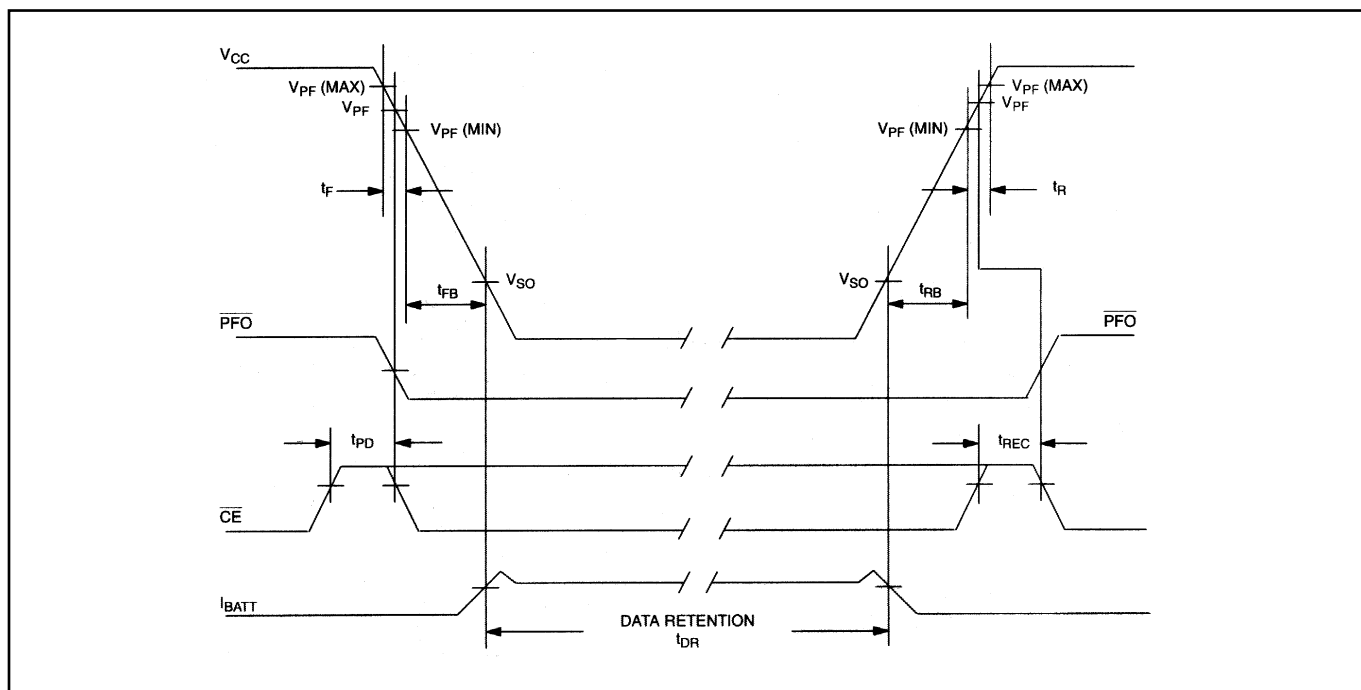 VCC
VPF (MAX)
VPF
VPF (MIN)
VPF (MAX)
VPF
VPF (MIN)
tF
tR
VSO
VSO
tFB
tRB
PFO
PFO
tPD
tREC
CE
IBATT
DATA RETENTION
tDR